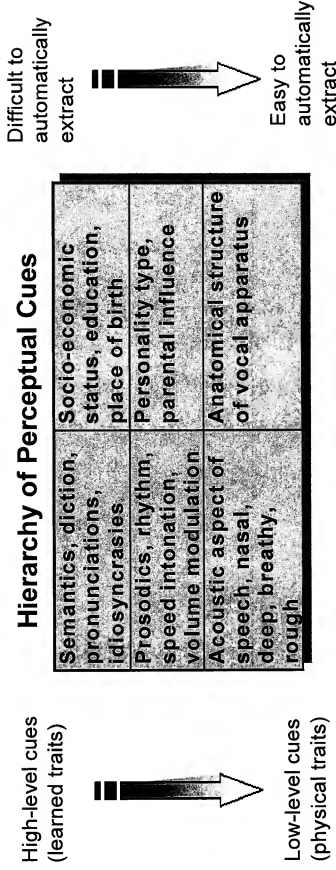 Hierarchy of Perceptual Cues
High-level cues
(learned traits)
Low-level cues
(physical traits)
Semantics, diction,
pronunciations,
idiosyncrasies
Socio-economic
status, education,
place of birth
Prosodics, rhythm,
speed intonation,
volume modulation
Personality type,
parental influence
Acoustic aspect of
speech, nasal,
deep, breathy,
rough
Anatomical structure
of vocal apparatus
Difficult to
automatically
extract
Easy to
automatically
extract